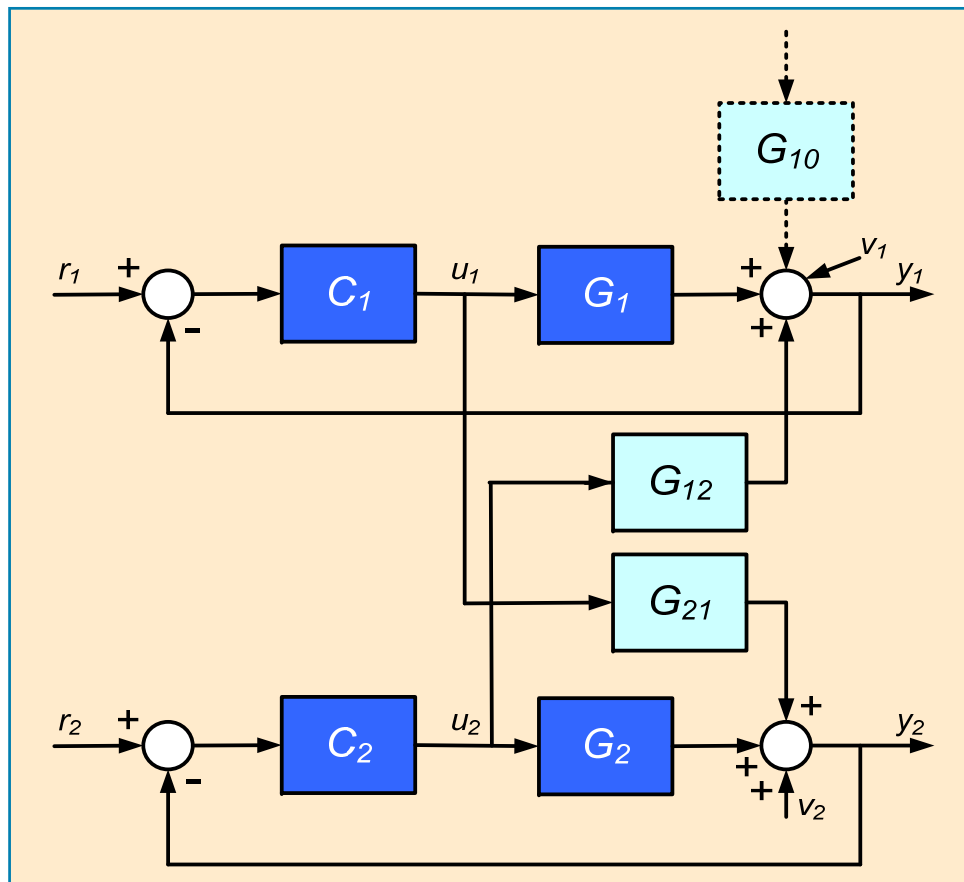 G10
v1
r1 + C1 u1 G1 + y1
-
+
G12
G21
r2 + C2 u2 G2 + y2
- + +
v2